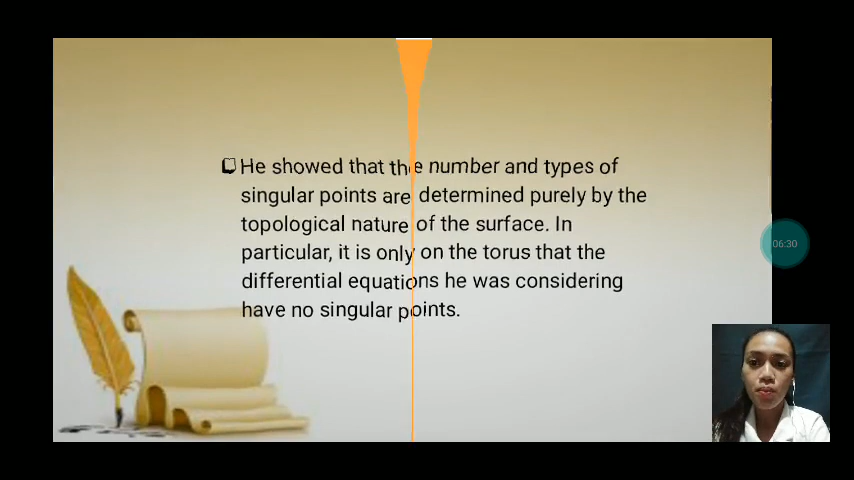 He showed that the number and types of
singular points are determined purely by the
topological nature of the surface. In
particular, it is only on the torus that the
differential equations he was considering
have no singular points.
06:30